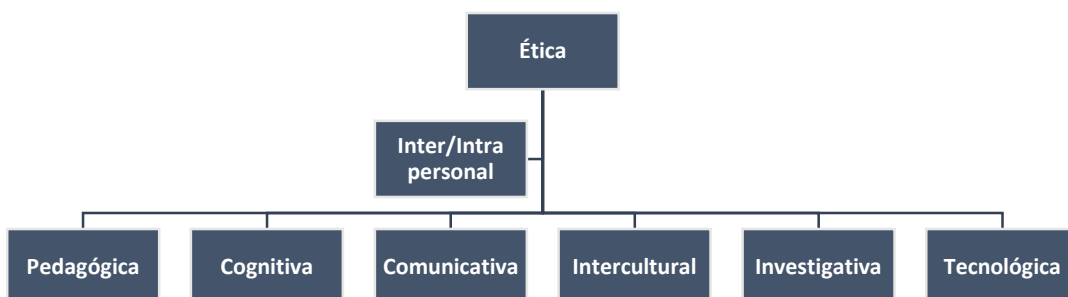 Ética
Inter/Intra
personal
Pedagógica
Cognitiva
Comunicativa
Intercultural
Investigativa
Tecnológica